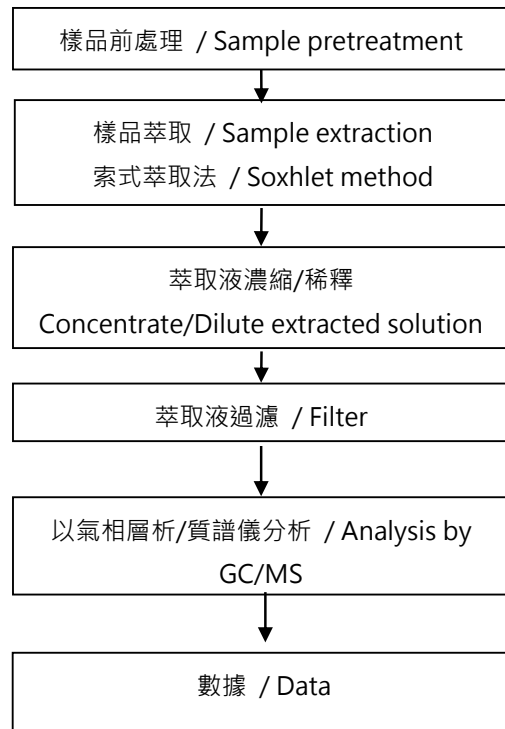 樣品前處理 / Sample pretreatment
樣品萃取 / Sample extraction
索式萃取法 / Soxhlet method
萃取液濃縮/稀釋
Concentrate/Dilute extracted solution
萃取液過濾 / Filter
以氣相層析/質譜儀分析 / Analysis by
GC/MS
數據 / Data